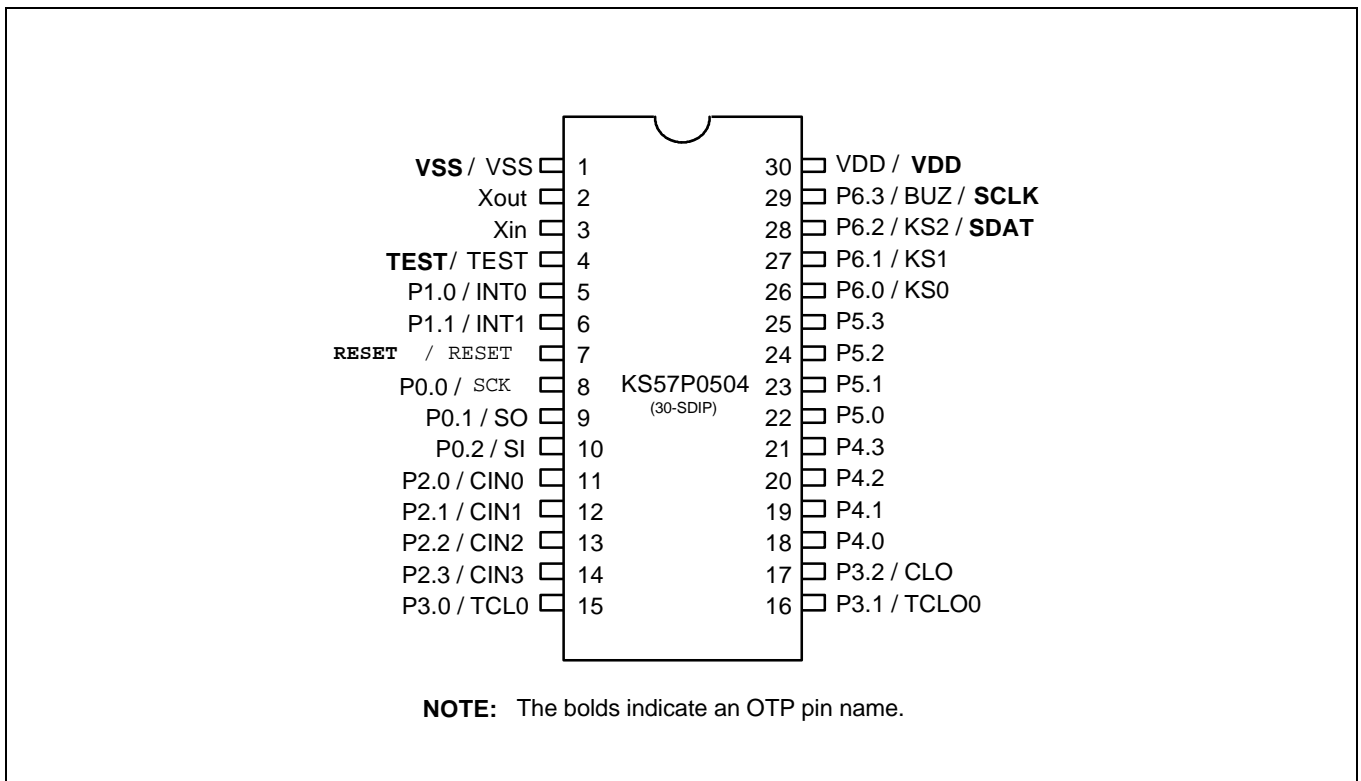 VSS / VSS 1
Xout 2
Xin 3
TEST / TEST 4
P1.0 / INT0 5
P1.1 / INT1 6
RESET / RESET 7
P0.0 / SCK 8
P0.1 / SO 9
P0.2 / SI 10
P2.0 / CIN0 11
P2.1 / CIN1 12
P2.2 / CIN2 13
P2.3 / CIN3 14
P3.0 / TCL0 15
KS57P0504
(30-SDIP)
30 VDD / VDD
29 P6.3 / BUZ / SCLK
28 P6.2 / KS2 / SDAT
27 P6.1 / KS1
26 P6.0 / KS0
25 P5.3
24 P5.2
23 P5.1
22 P5.0
21 P4.3
20 P4.2
19 P4.1
18 P4.0
17 P3.2 / CLO
16 P3.1 / TCLO0
NOTE: The bolds indicate an OTP pin name.